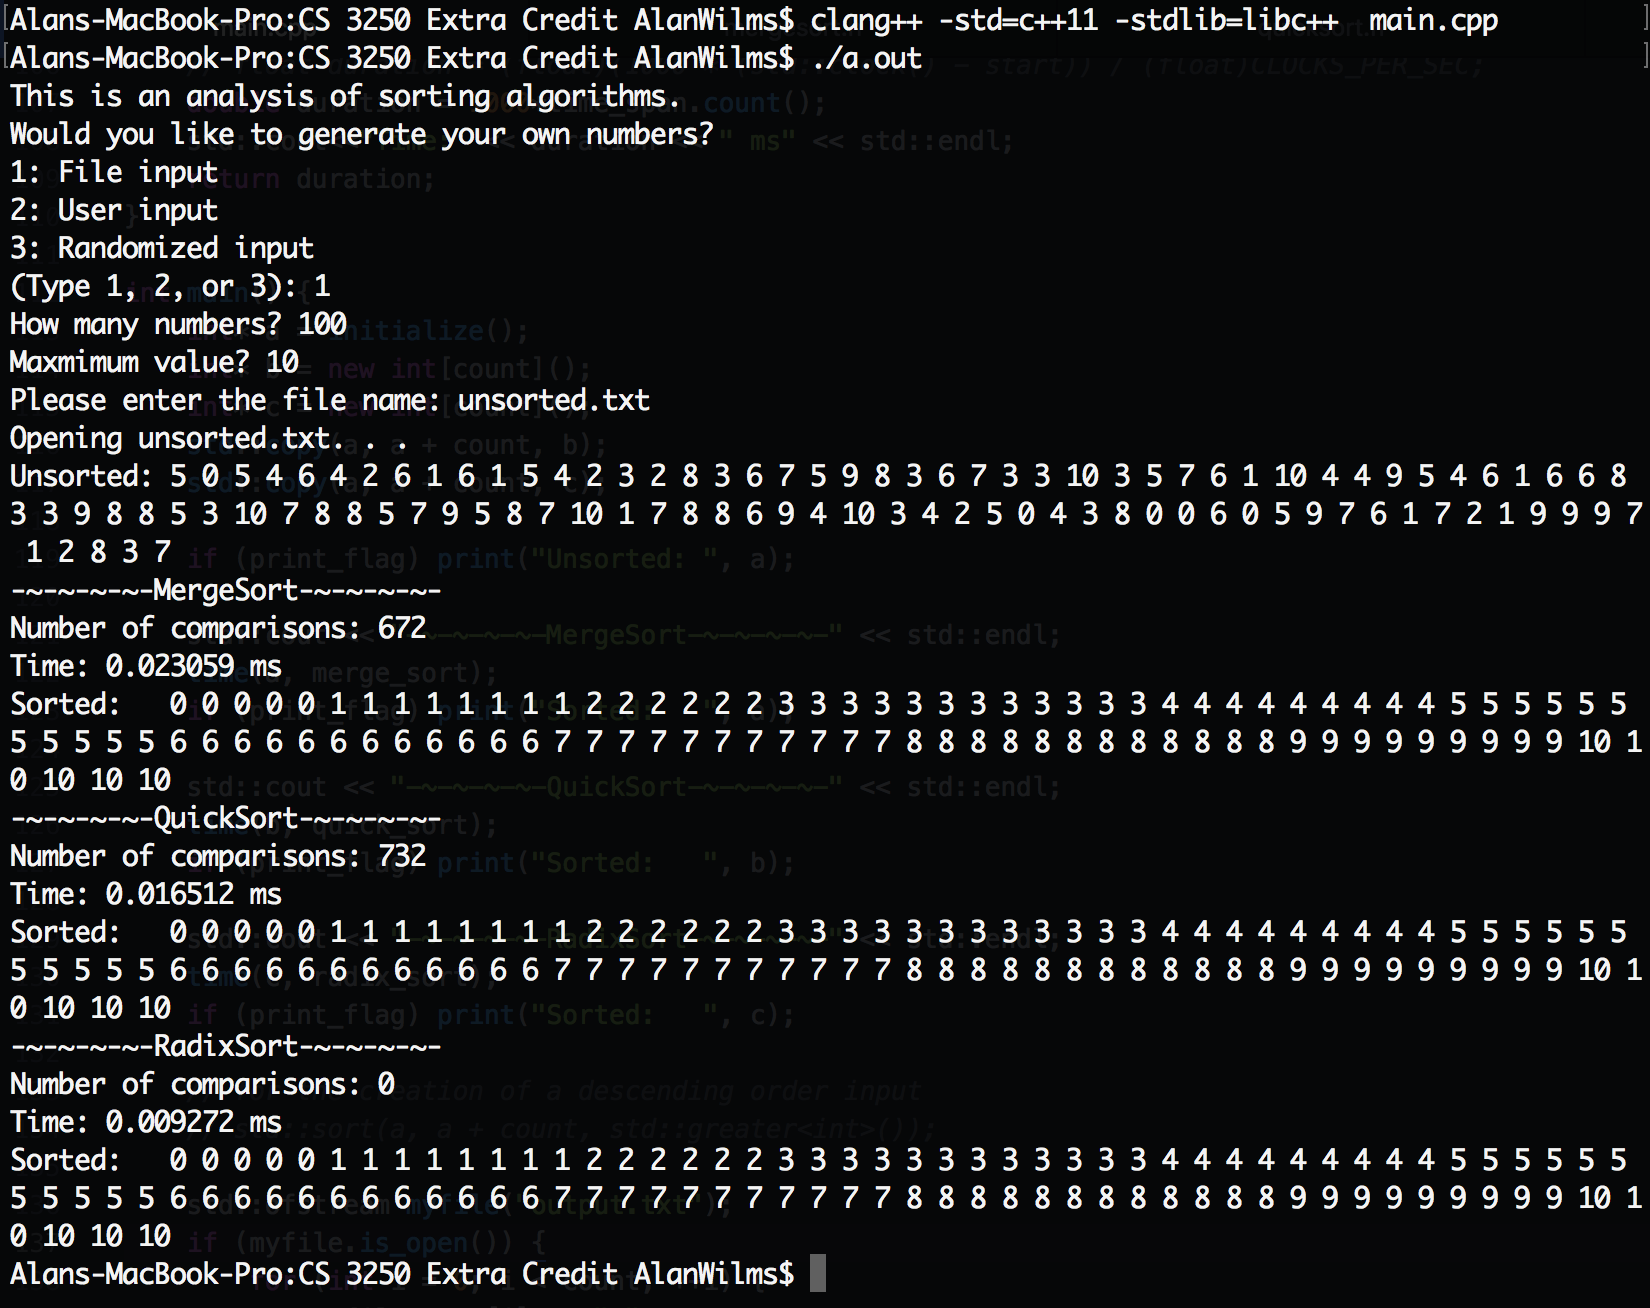 Alans-MacBook-Pro:CS 3250 Extra Credit AlanWilms$ clang++ -std=c++11 -stdlib=libc++  main.cpp
Alans-MacBook-Pro:CS 3250 Extra Credit AlanWilms$ ./a.out
This is an analysis of sorting algorithms.
Would you like to generate your own numbers?
1: File input
2: User input
3: Randomized input
(Type 1, 2, or 3): 1
How many numbers? 100
Maxmimum value? 10
Please enter the file name: unsorted.txt
Opening unsorted.txt. . .
Unsorted: 5 0 5 4 6 4 2 6 1 6 1 5 4 2 3 2 8 3 6 7 5 9 8 3 6 7 3 3 10 3 5 7 6 1 10 4 4 9 5 4 6 1 6 6 8
3 3 9 8 8 5 3 10 7 8 8 5 7 9 5 8 7 10 1 7 8 8 6 9 4 10 3 4 2 5 0 4 3 8 0 0 6 0 5 9 7 6 1 7 2 1 9 9 9 7
1 2 8 3 7
-~-~-~-~-MergeSort-~-~-~-~-
Number of comparisons: 672
Time: 0.023059 ms
Sorted:   0 0 0 0 0 1 1 1 1 1 1 1 1 2 2 2 2 2 2 3 3 3 3 3 3 3 3 3 3 3 3 4 4 4 4 4 4 4 4 4 5 5 5 5 5 5
5 5 5 5 5 6 6 6 6 6 6 6 6 6 6 6 6 7 7 7 7 7 7 7 7 7 7 7 8 8 8 8 8 8 8 8 8 8 8 8 9 9 9 9 9 9 9 9 9 10 1
0 10 10 10
-~-~-~-~-QuickSort-~-~-~-~-
Number of comparisons: 732
Time: 0.016512 ms
Sorted:   0 0 0 0 0 1 1 1 1 1 1 1 1 2 2 2 2 2 2 3 3 3 3 3 3 3 3 3 3 3 3 4 4 4 4 4 4 4 4 4 5 5 5 5 5 5
5 5 5 5 5 6 6 6 6 6 6 6 6 6 6 6 6 7 7 7 7 7 7 7 7 7 7 7 8 8 8 8 8 8 8 8 8 8 8 8 9 9 9 9 9 9 9 9 9 10 1
0 10 10 10
-~-~-~-~-RadixSort-~-~-~-~-
Number of comparisons: 0
Time: 0.009272 ms
Sorted:   0 0 0 0 0 1 1 1 1 1 1 1 1 2 2 2 2 2 2 3 3 3 3 3 3 3 3 3 3 3 3 4 4 4 4 4 4 4 4 4 5 5 5 5 5 5
5 5 5 5 5 6 6 6 6 6 6 6 6 6 6 6 6 7 7 7 7 7 7 7 7 7 7 7 8 8 8 8 8 8 8 8 8 8 8 8 9 9 9 9 9 9 9 9 9 10 1
0 10 10 10
Alans-MacBook-Pro:CS 3250 Extra Credit AlanWilms$